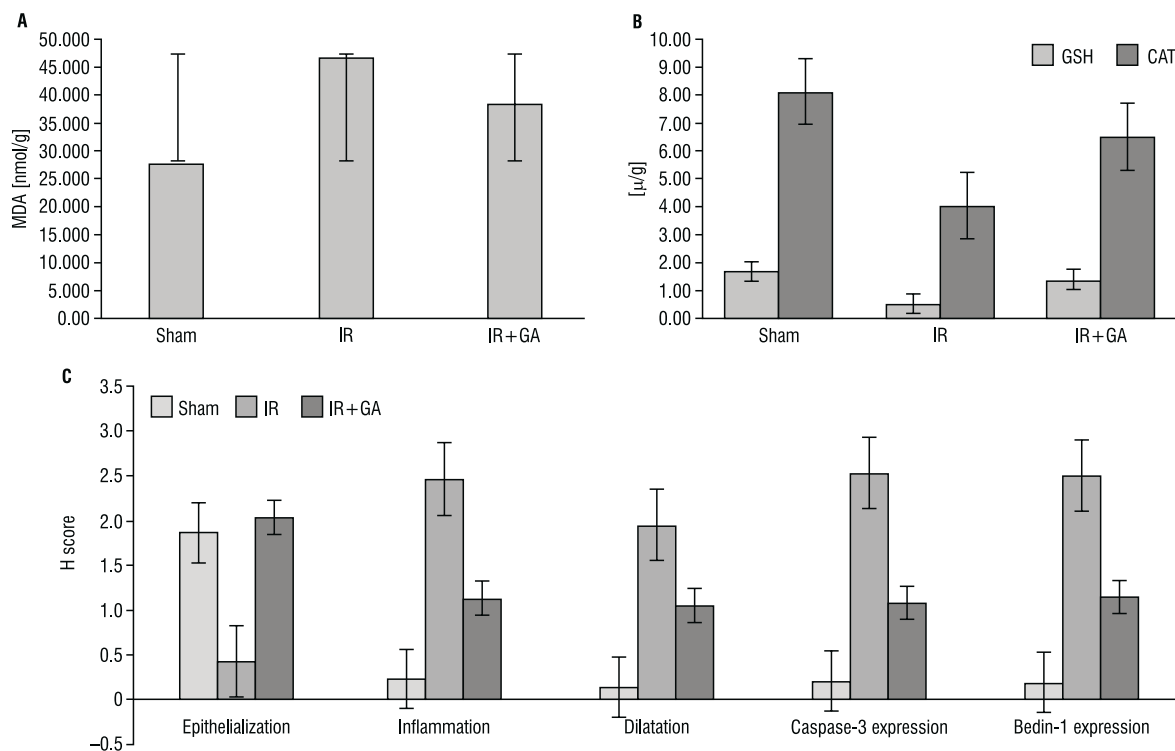 A
MDA [nmol/g]
50.000
45.000
40.000
35.000
30.000
25.000
20.000
15.000
10.000
5.000
0.00
Sham IR IR+GA
B
[µ/g]
10.00
9.00
8.00
7.00
6.00
5.00
4.00
3.00
2.00
1.00
0.00
GSH CAT
Sham IR IR+GA
C
H score
3.5
3.0
2.5
2.0
1.5
1.0
0.5
0
–0.5
Sham IR IR+GA
Epithelialization Inflammation Dilatation Caspase-3 expression Bedin-1 expression